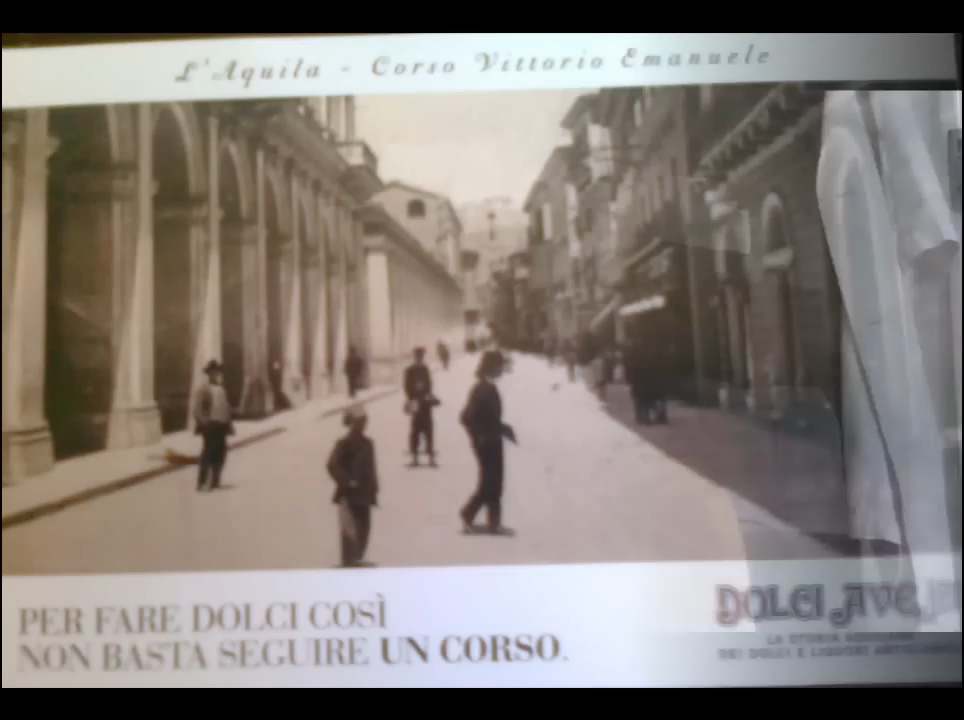 L'Aquila - Corso Vittorio Emanuele
PER FARE DOLCI COSÌ
NON BASTA SEGUIRE UN CORSO.
DOLCI AVE
LA STORIA
DEI DOLCI E LIQUORI